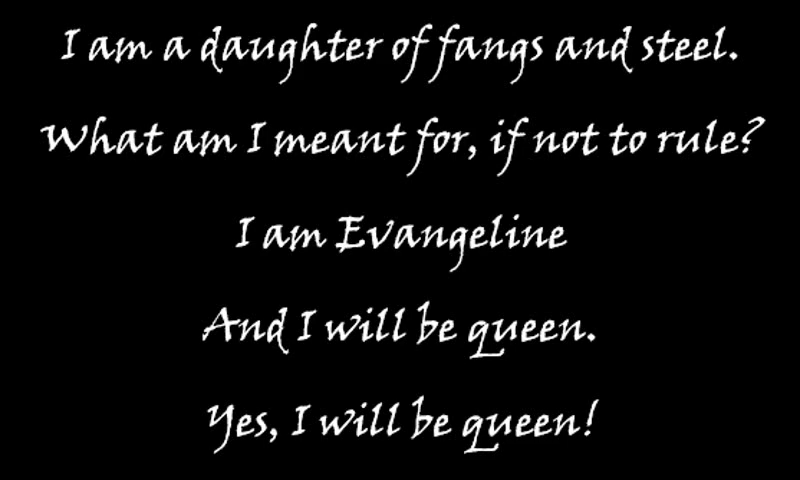 I am a daughter of fangs and steel.
What am I meant for, if not to rule?
I am Evangeline
And I will be queen.
Yes, I will be queen!